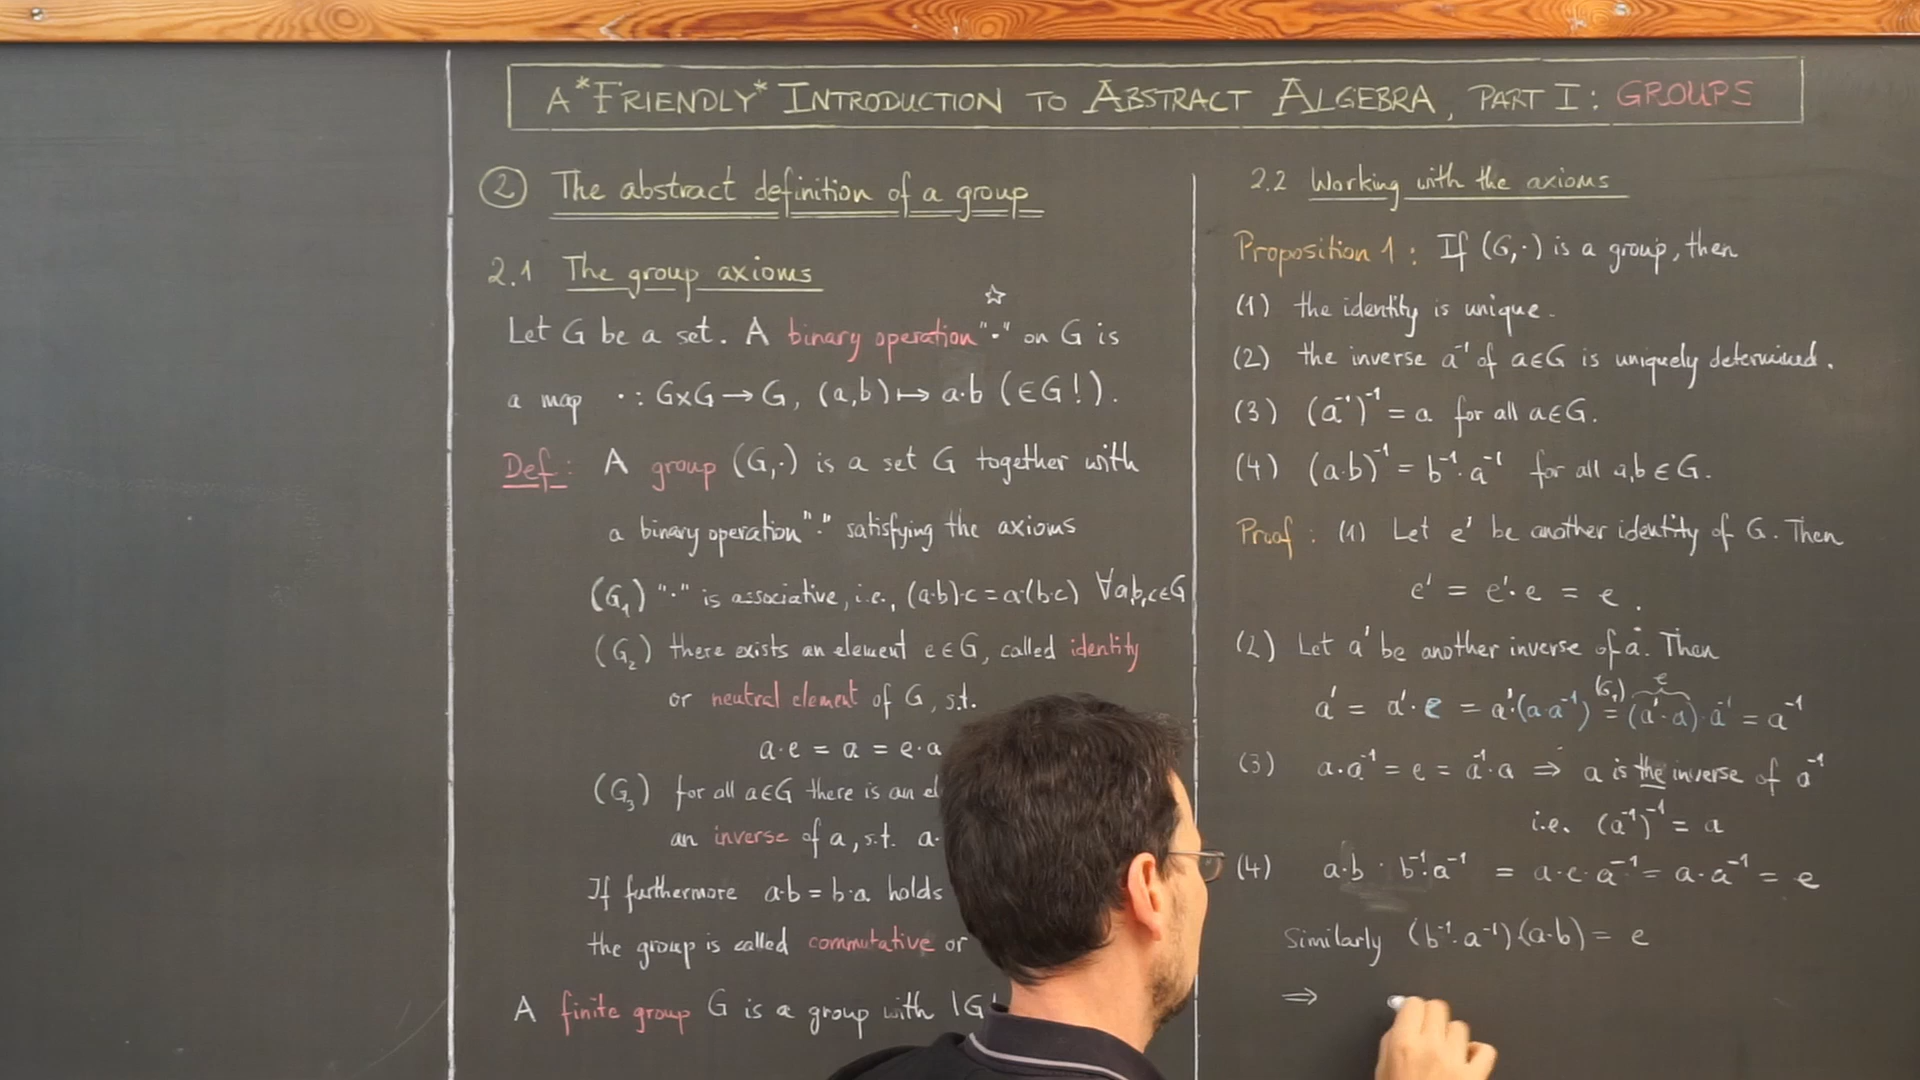 A *FRIENDLY* INTRODUCTION TO ABSTRACT ALGEBRA, PART I: GROUPS
② The abstract definition of a group
2.1 The group axioms
☆
Let G be a set. A binary operation "·" on G is
a map · : G×G → G, (a,b) ↦ a·b (∈G!).
Def: A group (G,·) is a set G together with
a binary operation "·" satisfying the axioms
(G₁) "·" is associative, i.e., (a·b)·c = a·(b·c) ∀a,b,c∈G
(G₂) there exists an element e∈G, called identity
or neutral element of G, s.t.
a·e = a = e·a
(G₃) for all a∈G there is an
an inverse of a, s.t. a·
If furthermore a·b = b·a holds
the group is called commutative or
A finite group G is a group with |G|
2.2 Working with the axioms
Proposition 1: If (G,·) is a group, then
(1) the identity is unique.
(2) the inverse a⁻¹ of a∈G is uniquely determined.
(3) (a⁻¹)⁻¹ = a for all a∈G.
(4) (a·b)⁻¹ = b⁻¹·a⁻¹ for all a,b∈G.
Proof: (1) Let e' be another identity of G. Then
e' = e'·e = e.
(2) Let a' be another inverse of a. Then
(G₁) e
a' = a'·e = a'·(a·a⁻¹) = (a'·a)·a⁻¹ = a⁻¹
(3) a·a⁻¹ = e = a⁻¹·a ⇒ a is the inverse of a⁻¹
i.e. (a⁻¹)⁻¹ = a
(4) a·b · b⁻¹·a⁻¹ = a·e·a⁻¹ = a·a⁻¹ = e
Similarly (b⁻¹·a⁻¹)·(a·b) = e
⇒